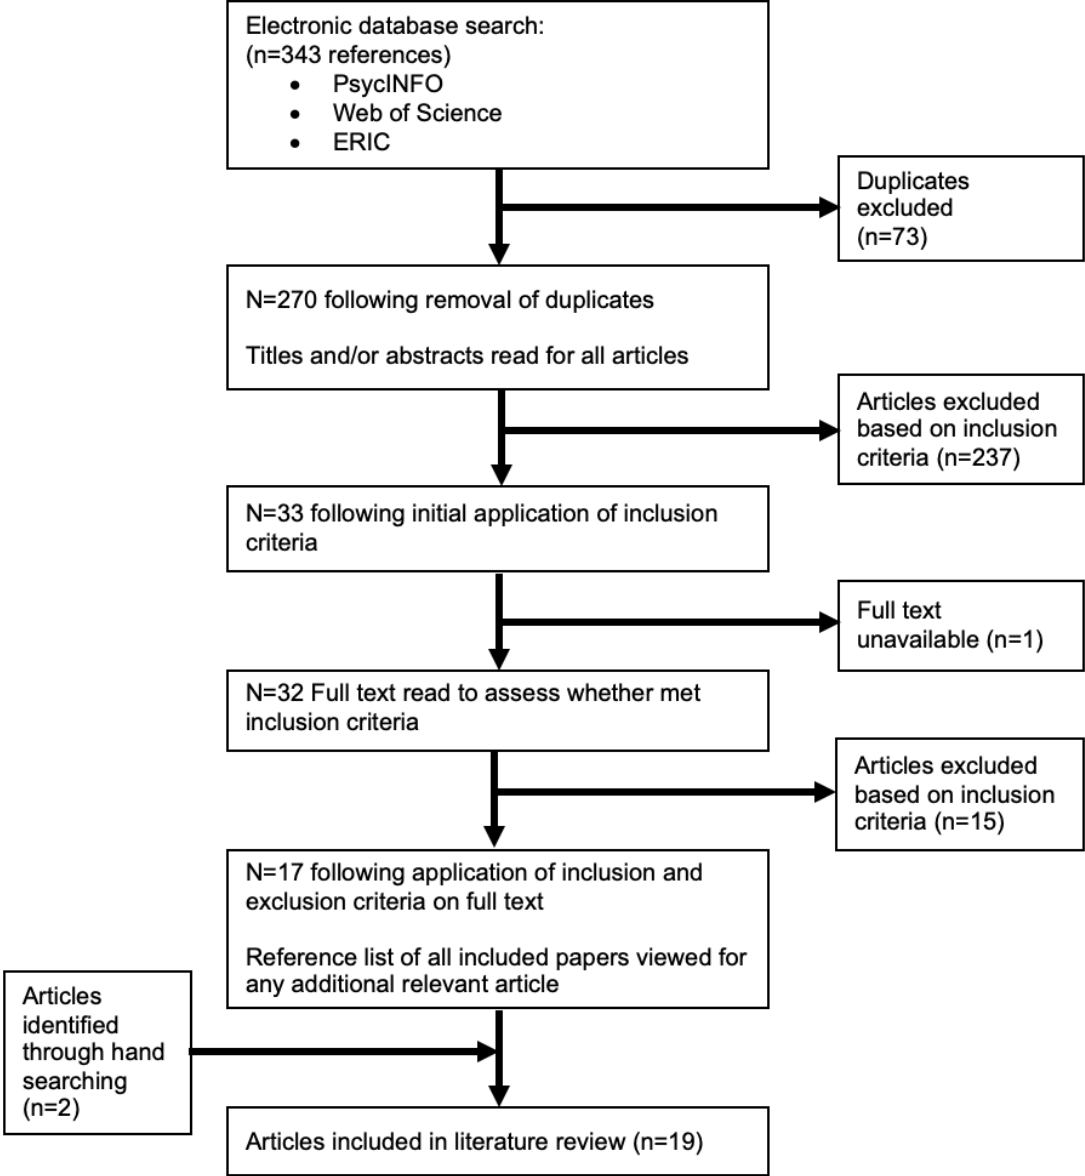 Electronic database search:
(n=343 references)
• PsycINFO
• Web of Science
• ERIC
Duplicates
excluded
(n=73)
N=270 following removal of duplicates
Titles and/or abstracts read for all articles
Articles excluded
based on inclusion
criteria (n=237)
N=33 following initial application of inclusion
criteria
Full text
unavailable (n=1)
N=32 Full text read to assess whether met
inclusion criteria
Articles excluded
based on inclusion
criteria (n=15)
N=17 following application of inclusion and
exclusion criteria on full text
Reference list of all included papers viewed for
any additional relevant article
Articles
identified
through hand
searching
(n=2)
Articles included in literature review (n=19)